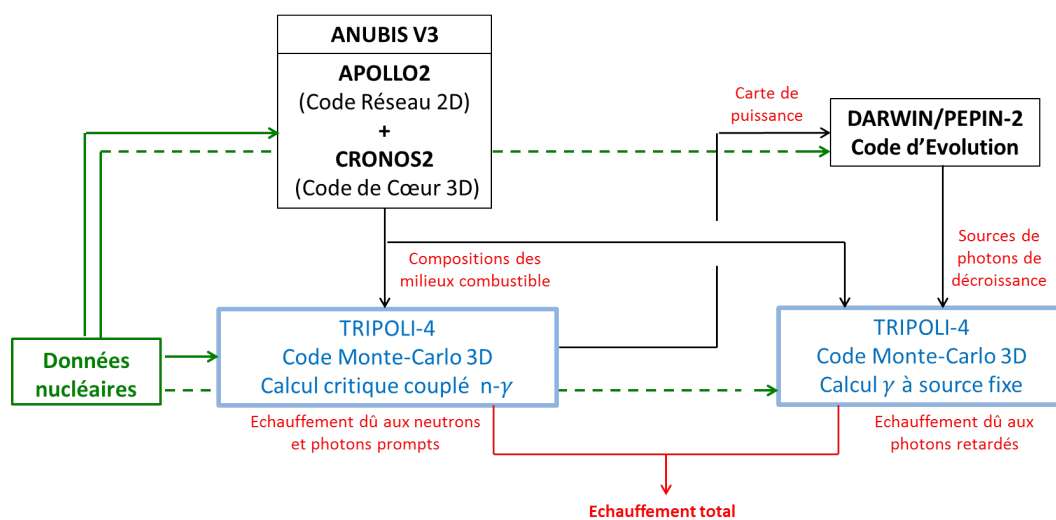 ANUBIS V3
APOLLO2
(Code Réseau 2D)
+
CRONOS2
(Code de Cœur 3D)
Carte de
puissance
DARWIN/PEPIN-2
Code d’Evolution
Compositions des
milieux combustible
Sources de
photons de
décroissance
Données
nucléaires
TRIPOLI-4
Code Monte-Carlo 3D
Calcul critique couplé n-γ
TRIPOLI-4
Code Monte-Carlo 3D
Calcul γ à source fixe
Echauffement dû aux neutrons
et photons prompts
Echauffement dû aux
photons retardés
Echauffement total